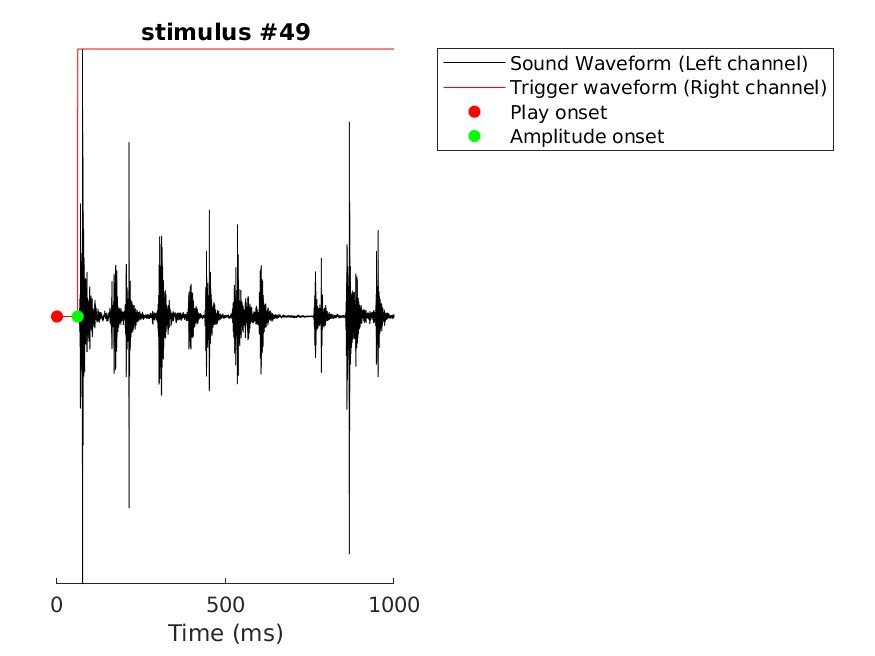 stimulus #49
Sound Waveform (Left channel)
Trigger waveform (Right channel)
Play onset
Amplitude onset
0 500 1000
Time (ms)